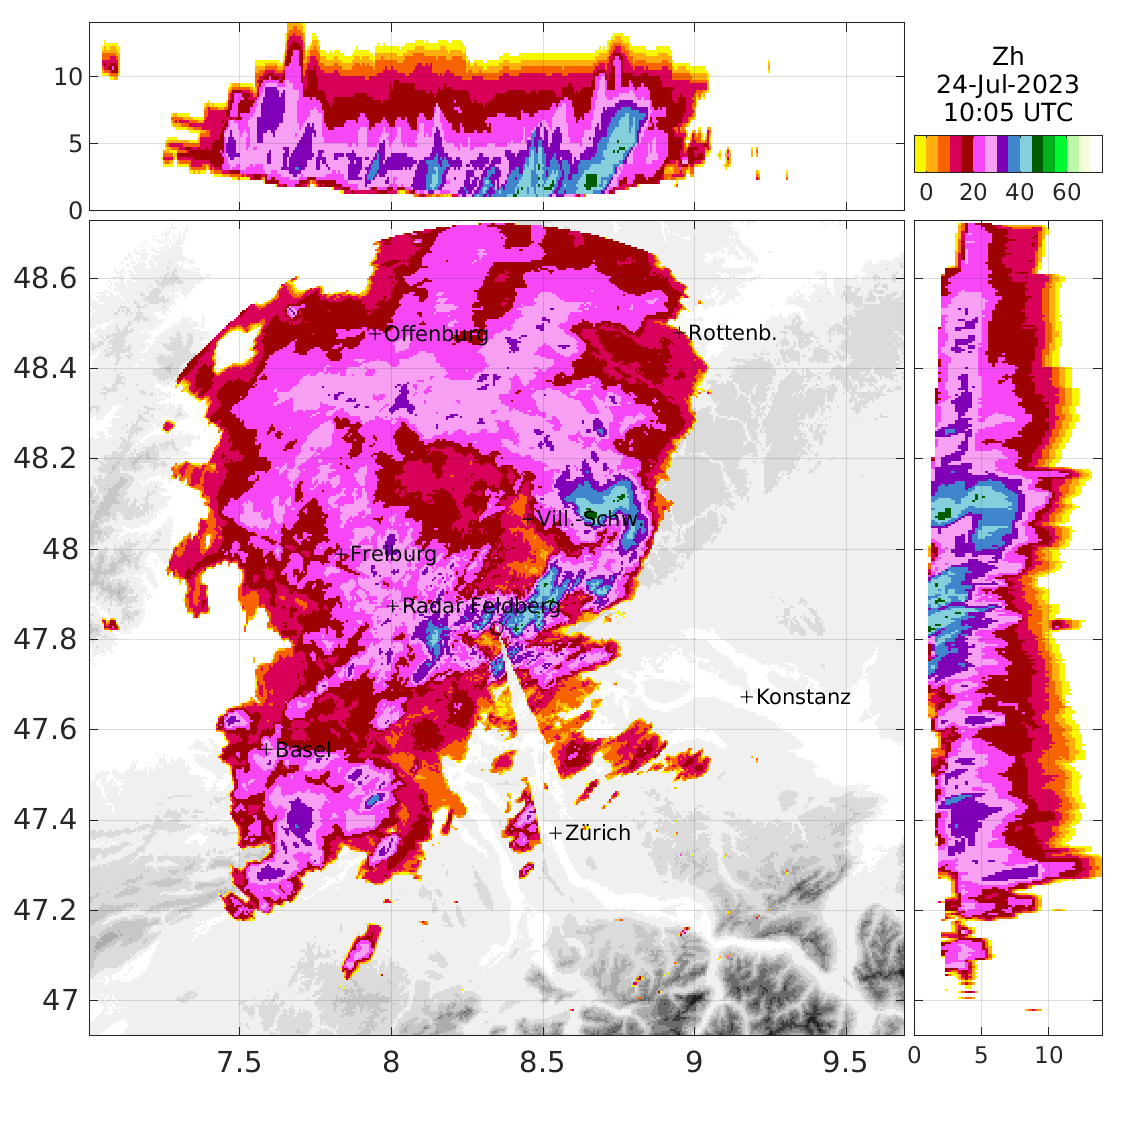 10
5
0
Zh
24-Jul-2023
10:05 UTC
0 20 40 60
48.6
48.4
48.2
48
47.8
47.6
47.4
47.2
47
+Offenburg
+Rottenb.
+Vill.-Schw.
+Freiburg
+Radar Feldberg
+Konstanz
+Basel
+Zürich
7.5 8 8.5 9 9.5
0 5 10